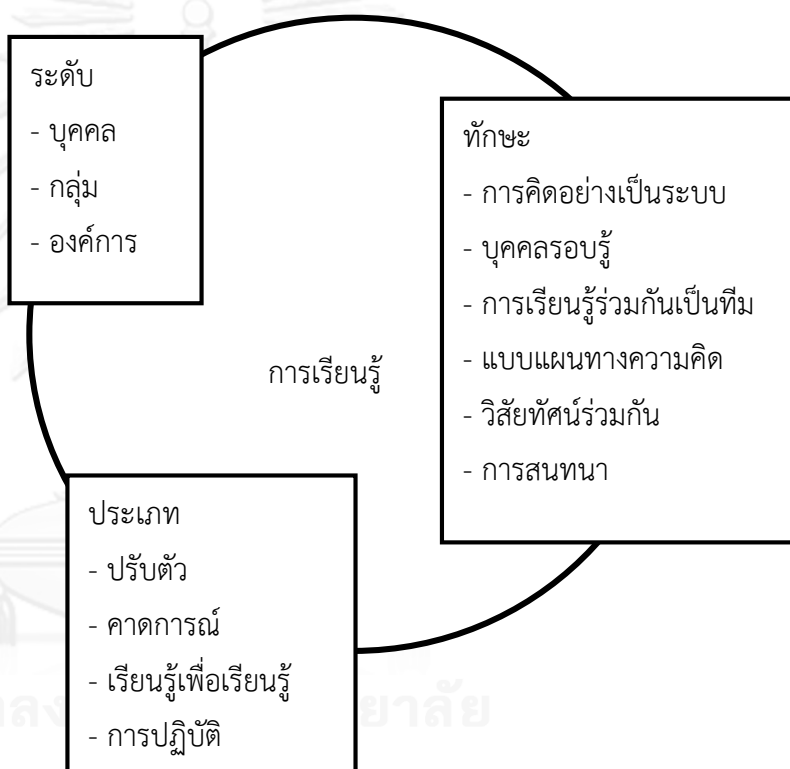 ระดับ
- บุคคล
- กลุ่ม
- องค์การ
ทักษะ
- การคิดอย่างเป็นระบบ
- บุคคลรอบรู้
- การเรียนรู้ร่วมกันเป็นทีม
- แบบแผนทางความคิด
- วิสัยทัศน์ร่วมกัน
- การสนทนา
การเรียนรู้
ประเภท
- ปรับตัว
- คาดการณ์
- เรียนรู้เพื่อเรียนรู้
- การปฏิบัติ